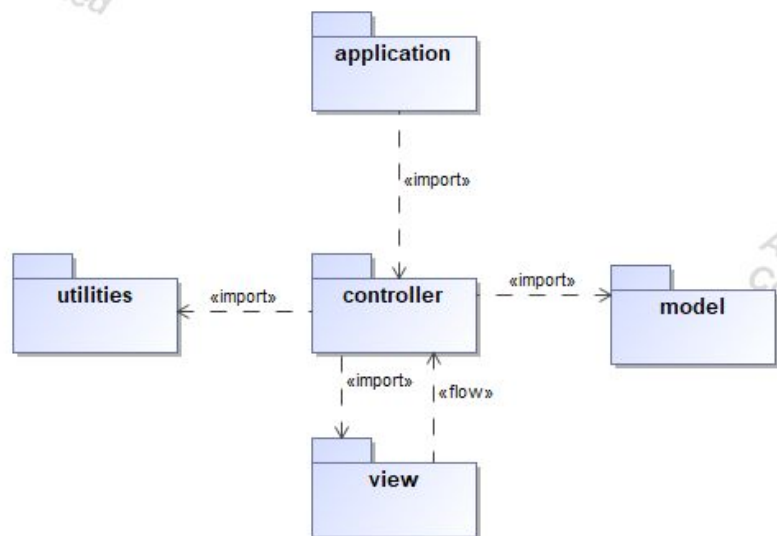 application
«import»
utilities
«import»
controller
«import»
model
«import»
«flow»
view